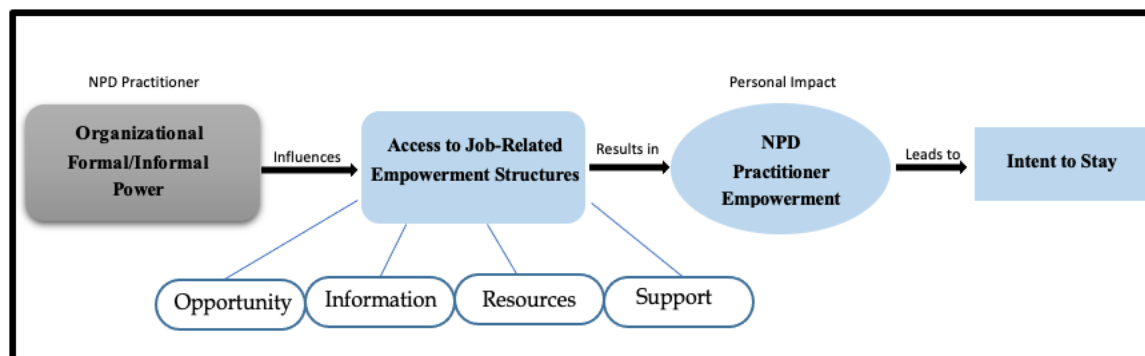 NPD Practitioner
Organizational
Formal/Informal
Power
Influences
Access to Job-Related
Empowerment Structures
Results in
Personal Impact
NPD
Practitioner
Empowerment
Leads to
Intent to Stay
Opportunity
Information
Resources
Support